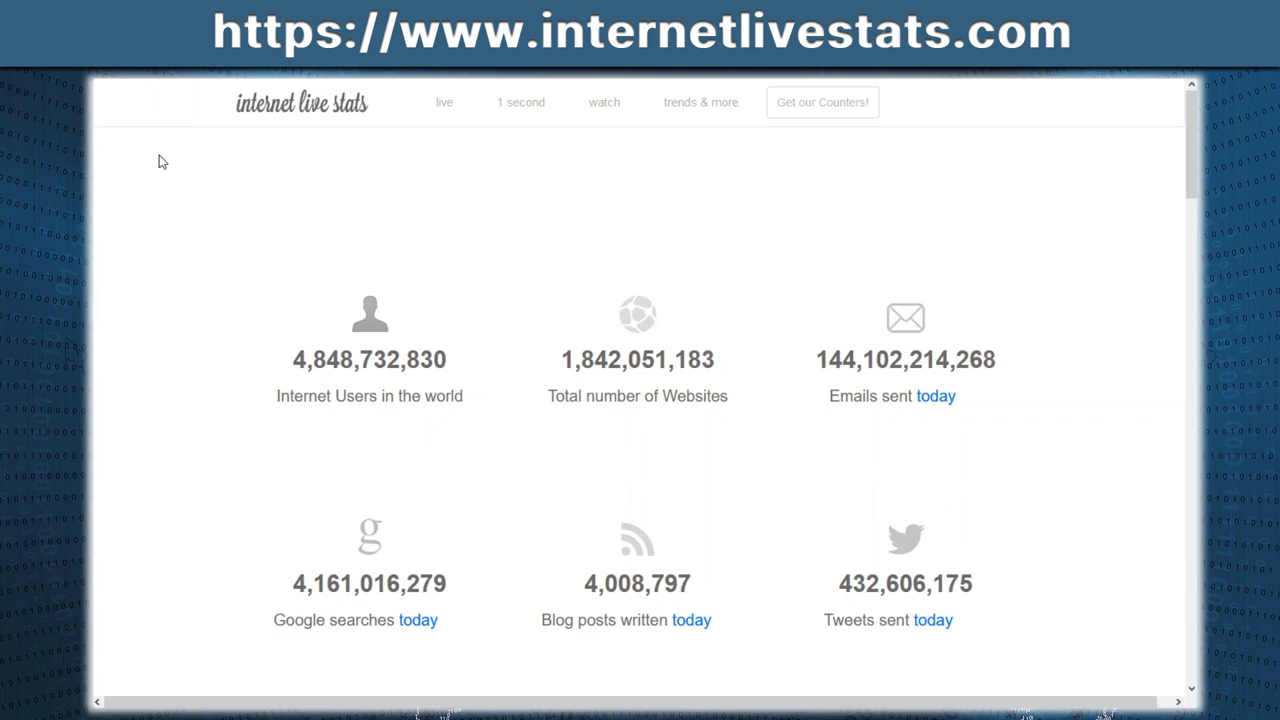 https://www.internetlivestats.com
internet live stats live 1 second watch trends & more Get our Counters!
4,848,732,830 1,842,051,183 144,102,214,268
Internet Users in the world Total number of Websites Emails sent today
g
4,161,016,279 4,008,797 432,606,175
Google searches today Blog posts written today Tweets sent today